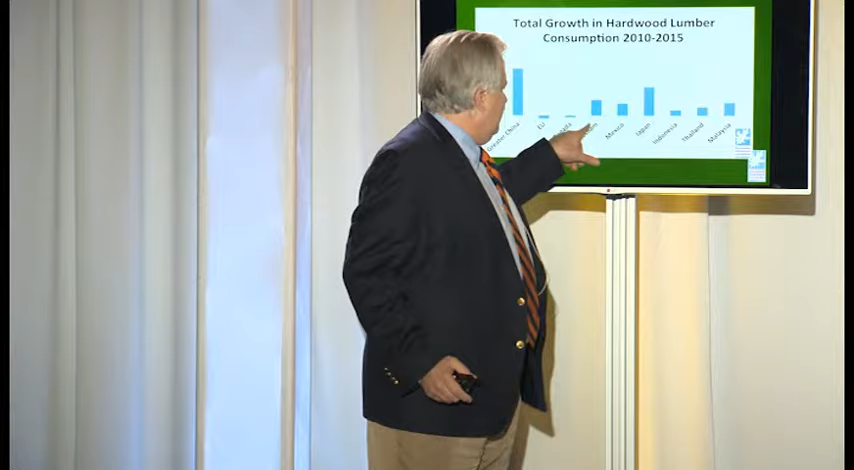 Total Growth in Hardwood Lumber
Consumption 2010-2015
Greater China
EU
Mexico
Japan
Indonesia
Thailand
Malaysia